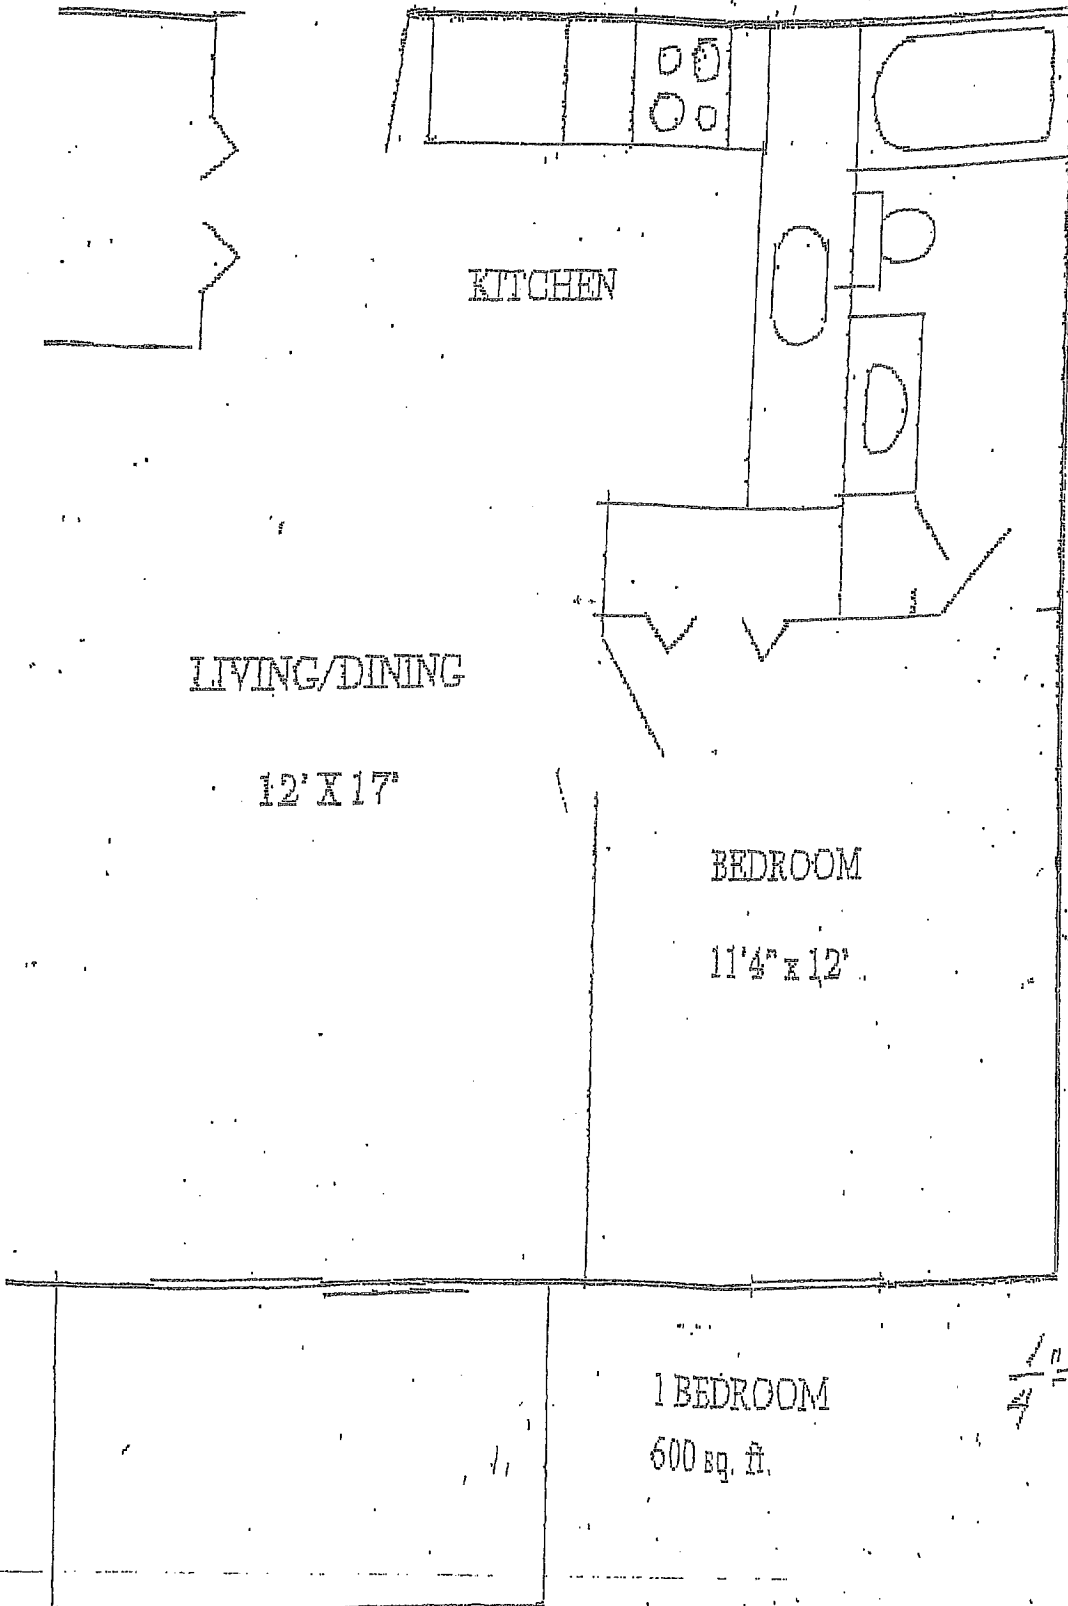 KITCHEN
LIVING/DINING
12' X 17'
BEDROOM
11'4" x 12'
1 BEDROOM
600 sq. ft.